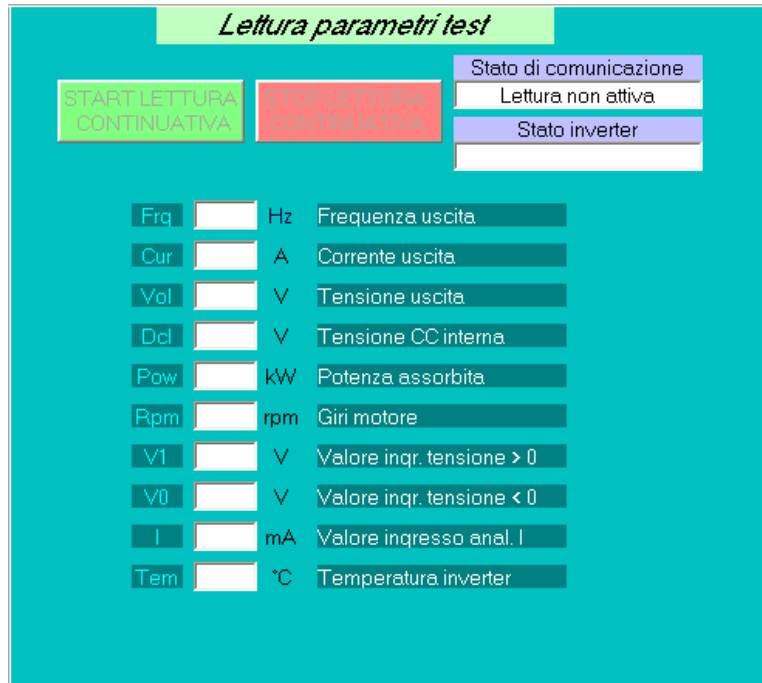 Lettura parametri test
START LETTURA
CONTINUATIVA
STOP LETTURA
CONTINUATIVA
Stato di comunicazione
Lettura non attiva
Stato inverter
Frq Hz Frequenza uscita
Cur A Corrente uscita
Vol V Tensione uscita
Dcl V Tensione CC interna
Pow kW Potenza assorbita
Rpm rpm Giri motore
V1 V Valore ingr. tensione > 0
V0 V Valore ingr. tensione < 0
I mA Valore ingresso anal. I
Tem °C Temperatura inverter